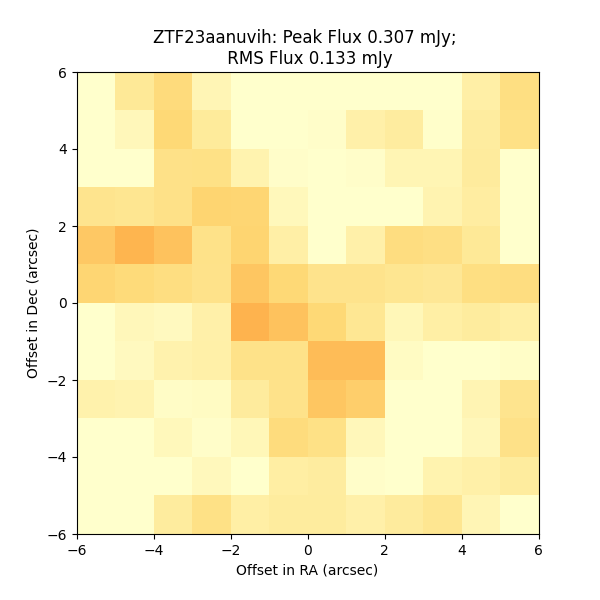 ZTF23aanuvih: Peak Flux 0.307 mJy;
RMS Flux 0.133 mJy
6
4
2
0
−2
−4
−6
Offset in Dec (arcsec)
−6 −4 −2 0 2 4 6
Offset in RA (arcsec)